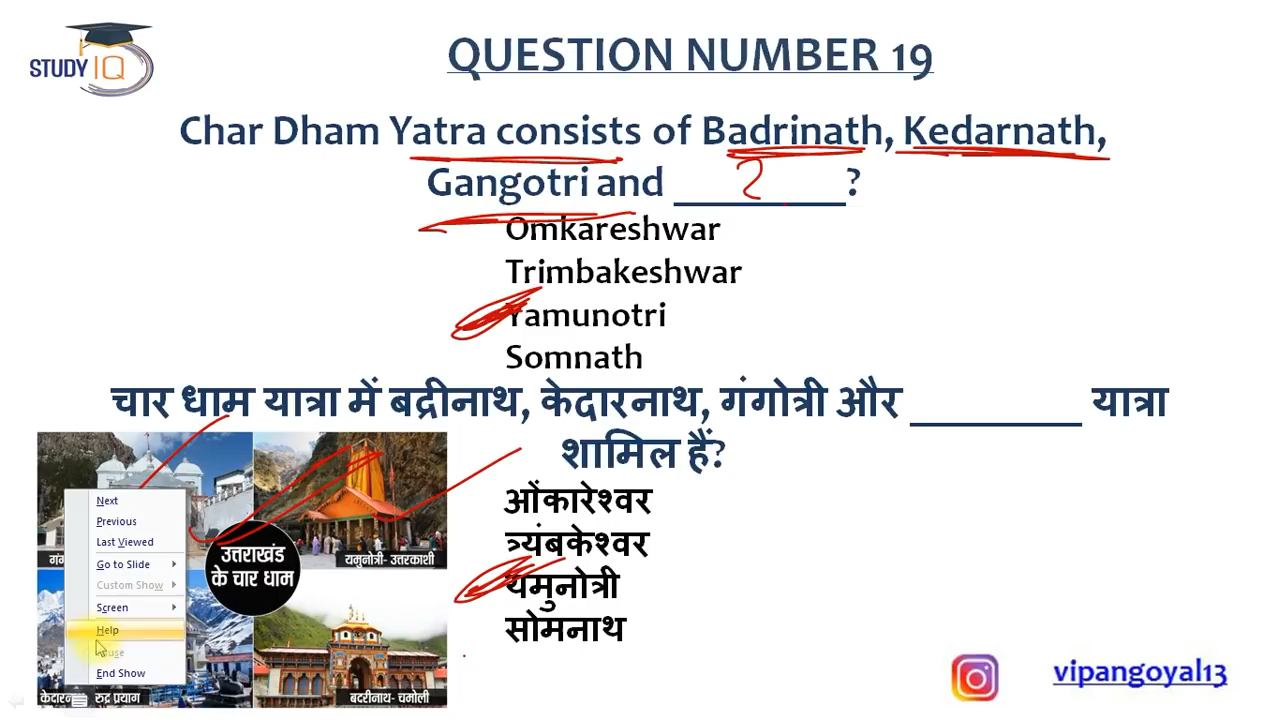 STUDY IQ
QUESTION NUMBER 19
Char Dham Yatra consists of Badrinath, Kedarnath,
Gangotri and ________?
2
Omkareshwar
Trimbakeshwar
Yamunotri
Somnath
चार धाम यात्रा में बद्रीनाथ, केदारनाथ, गंगोत्री और ________ यात्रा
शामिल हैं?
ओंकारेश्वर
त्र्यंबकेश्वर
यमुनोत्री
सोमनाथ
यमुनोत्री- उत्तरकाशी
उत्तराखंड
के चार धाम
रुद्र प्रयाग
बदरीनाथ- चमोली
Next
Previous
Last Viewed
Go to Slide
Custom Show
Screen
Help
End Show
vipangoyal13